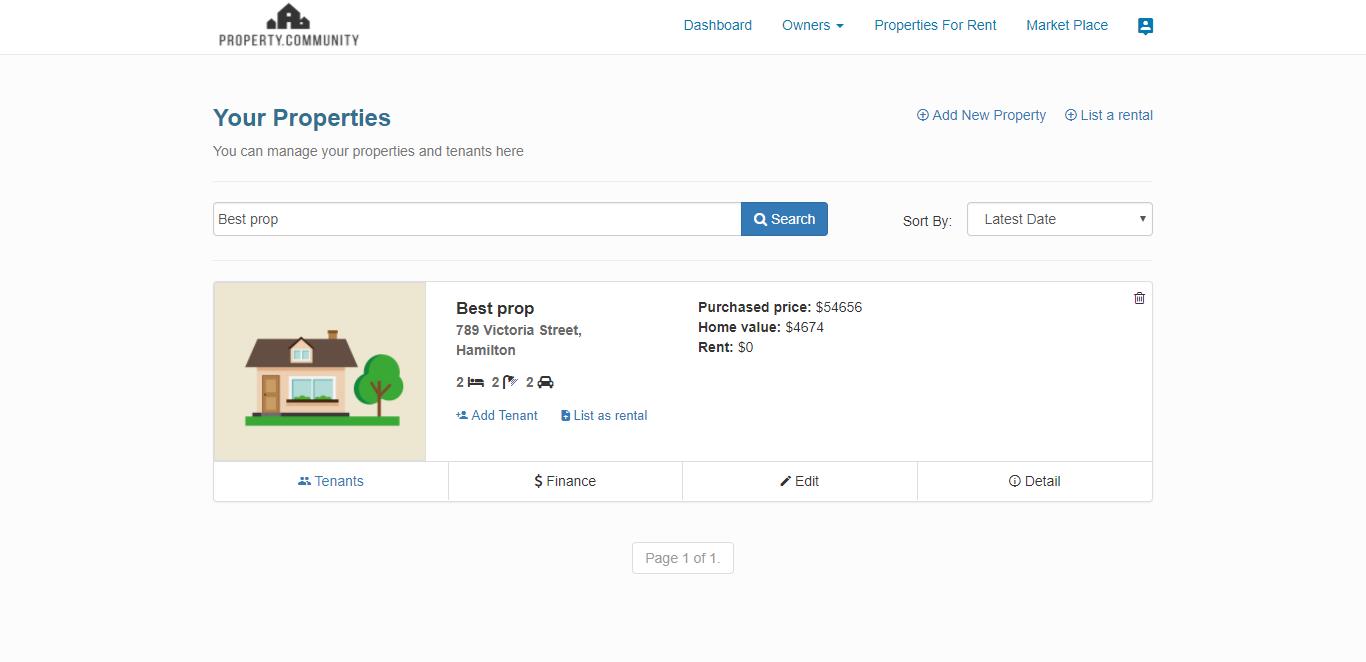 PROPERTY.COMMUNITY
Dashboard Owners Properties For Rent Market Place
Your Properties
Add New Property List a rental
You can manage your properties and tenants here
Best prop Search Sort By: Latest Date
Best prop
789 Victoria Street,
Hamilton
2 2 2
Add Tenant List as rental
Purchased price: $54656
Home value: $4674
Rent: $0
Tenants $ Finance Edit Detail
Page 1 of 1.